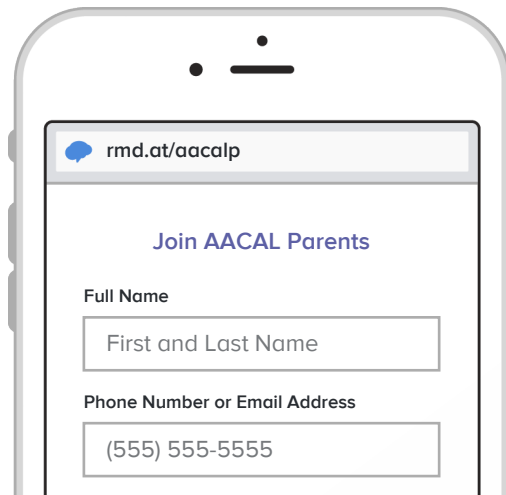 rmd.at/aacalp
Join AACAL Parents
Full Name
First and Last Name
Phone Number or Email Address
(555) 555-5555